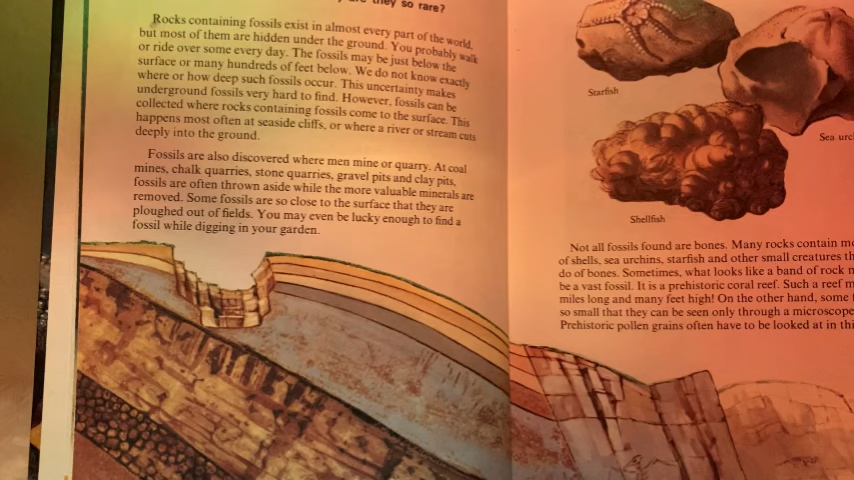 they so rare?
Rocks containing fossils exist in almost every part of the world,
but most of them are hidden under the ground. You probably walk
or ride over some every day. The fossils may be just below the
surface or many hundreds of feet below. We do not know exactly
where or how deep such fossils occur. This uncertainty makes
underground fossils very hard to find. However, fossils can be
collected where rocks containing fossils come to the surface. This
happens most often at seaside cliffs, or where a river or stream cuts
deeply into the ground.
Fossils are also discovered where men mine or quarry. At coal
mines, chalk quarries, stone quarries, gravel pits and clay pits,
fossils are often thrown aside while the more valuable minerals are
removed. Some fossils are so close to the surface that they are
ploughed out of fields. You may even be lucky enough to find a
fossil while digging in your garden.
Starfish
Sea urc
Shellfish
Not all fossils found are bones. Many rocks contain
of shells, sea urchins, starfish and other small creatures
do of bones. Sometimes, what looks like a band of rock
be a vast fossil. It is a prehistoric coral reef. Such a reef
miles long and many feet high! On the other hand, some
so small that they can be seen only through a microscope
Prehistoric pollen grains often have to be looked at in